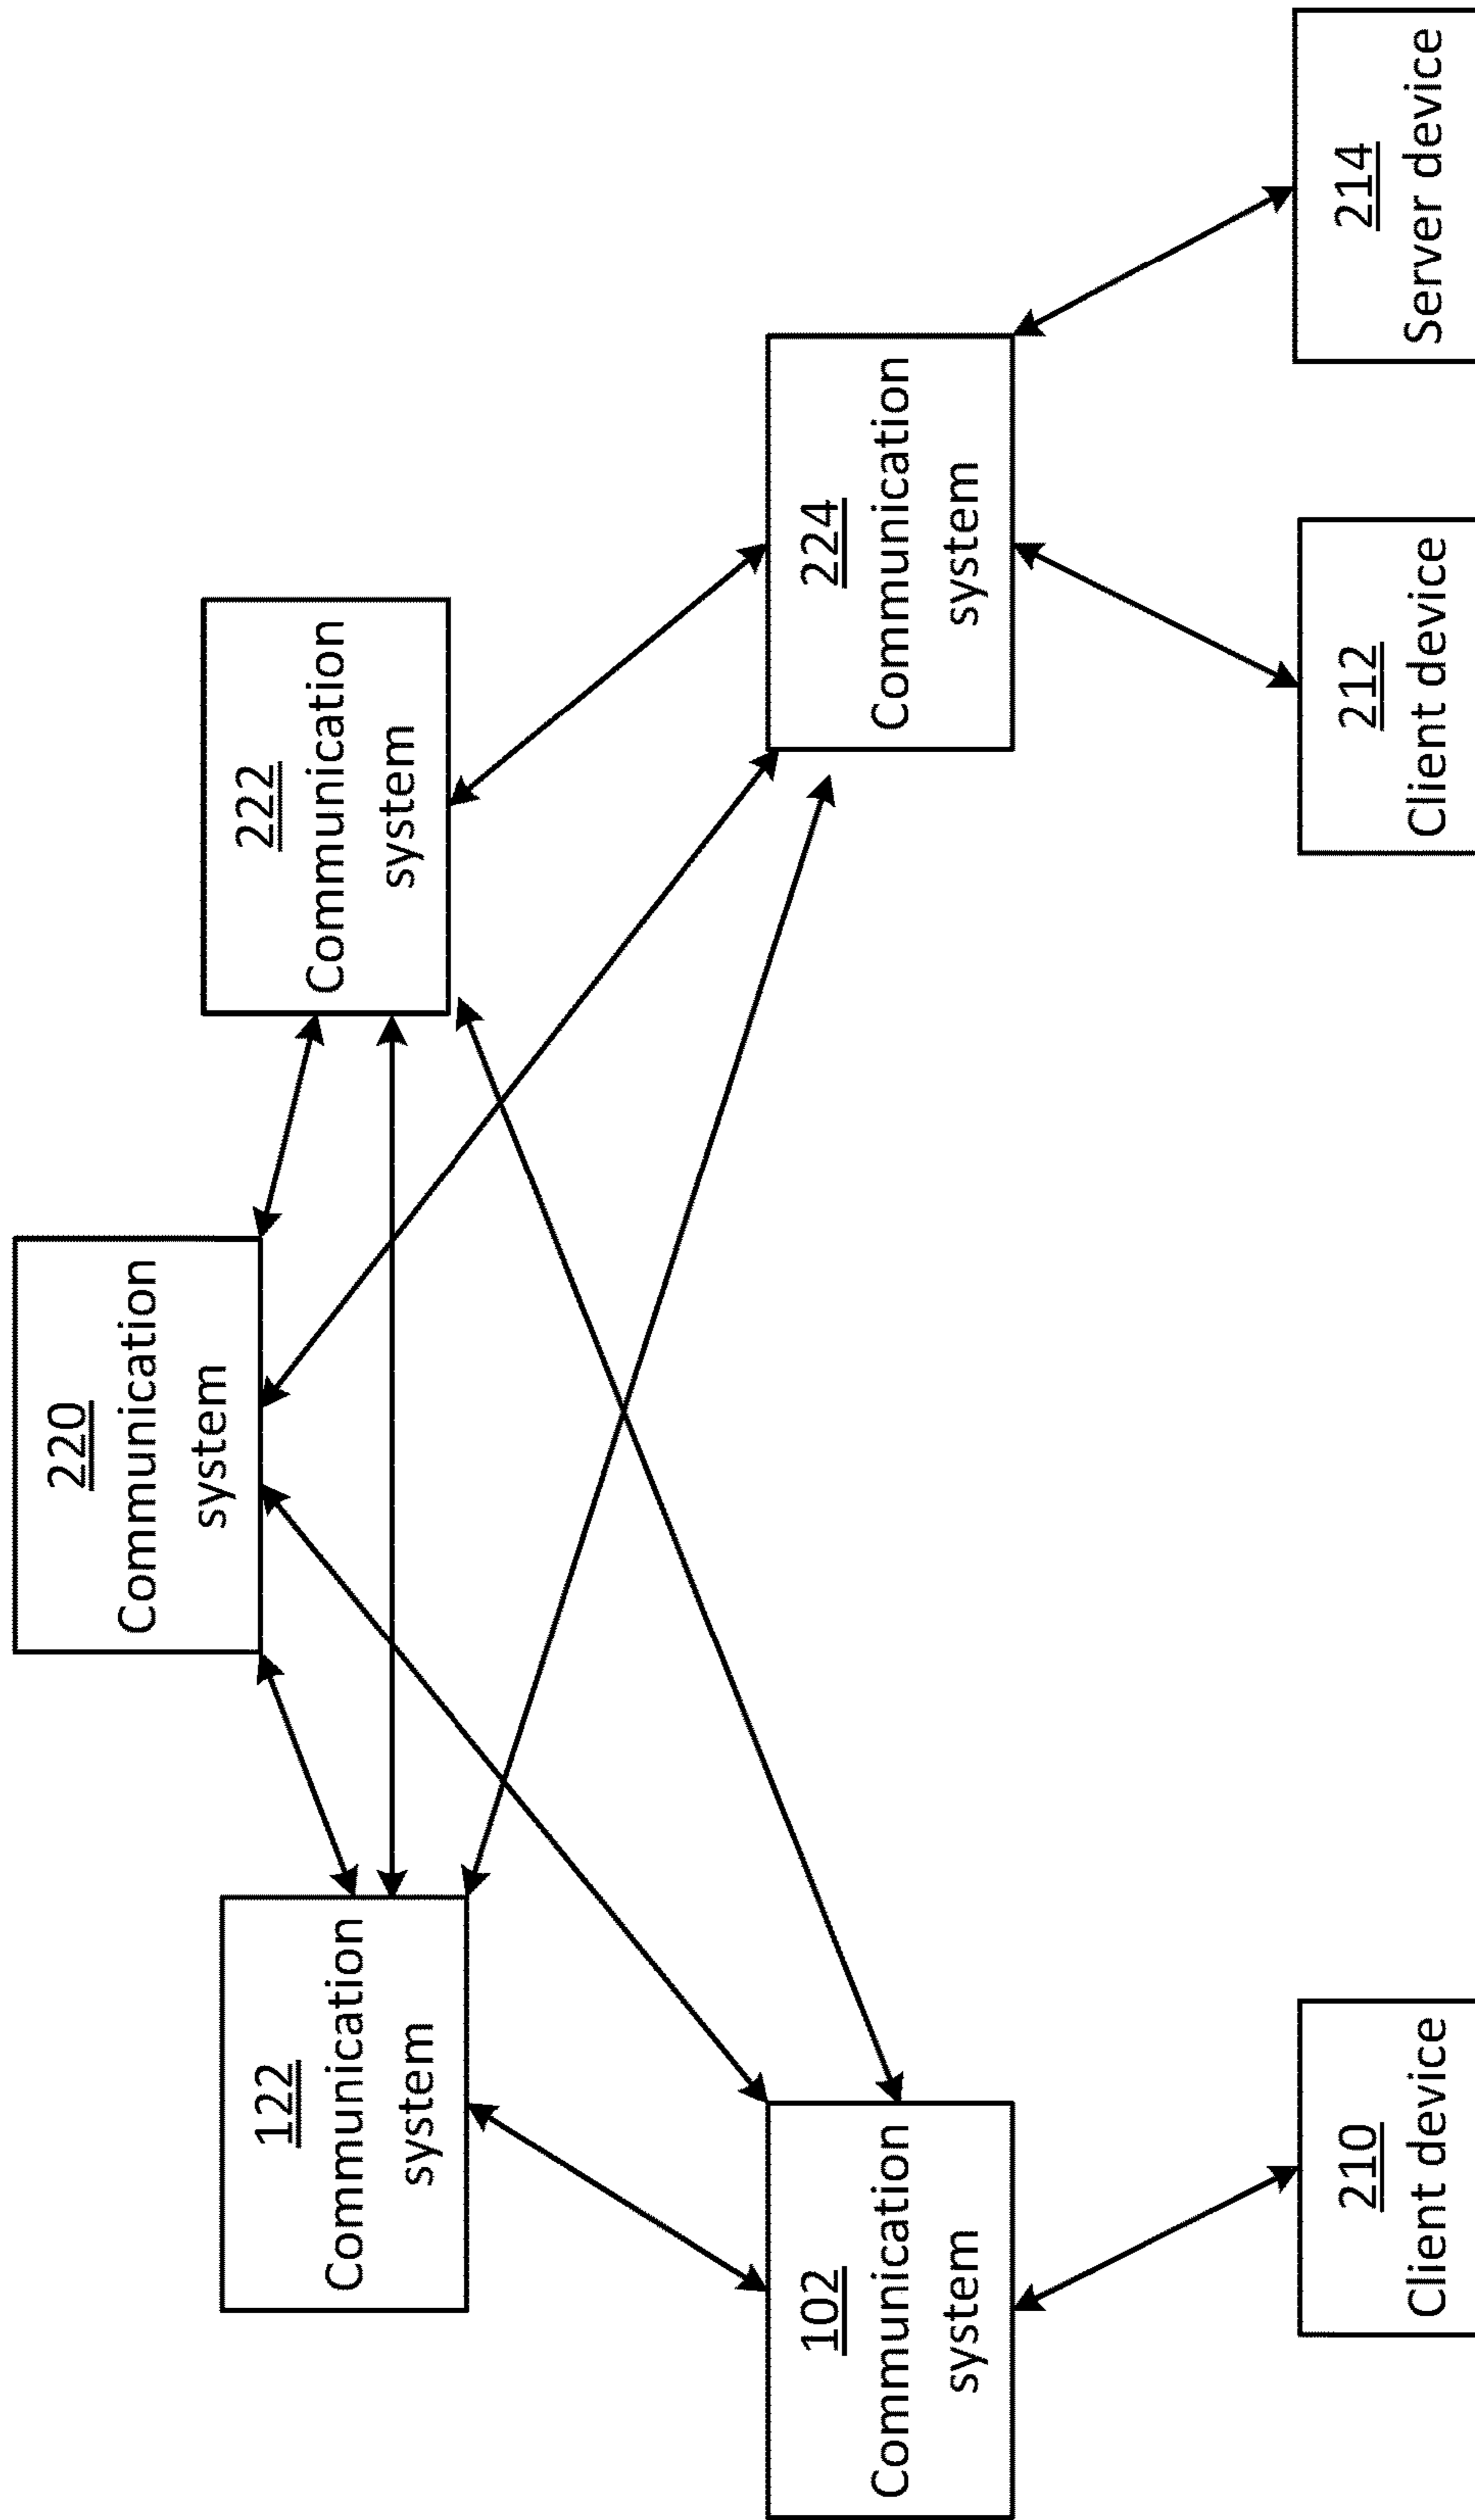 220
Communication
system
222
Communication
system
122
Communication
system
102
Communication
system
224
Communication
system
210
Client device
212
Client device
214
Server device